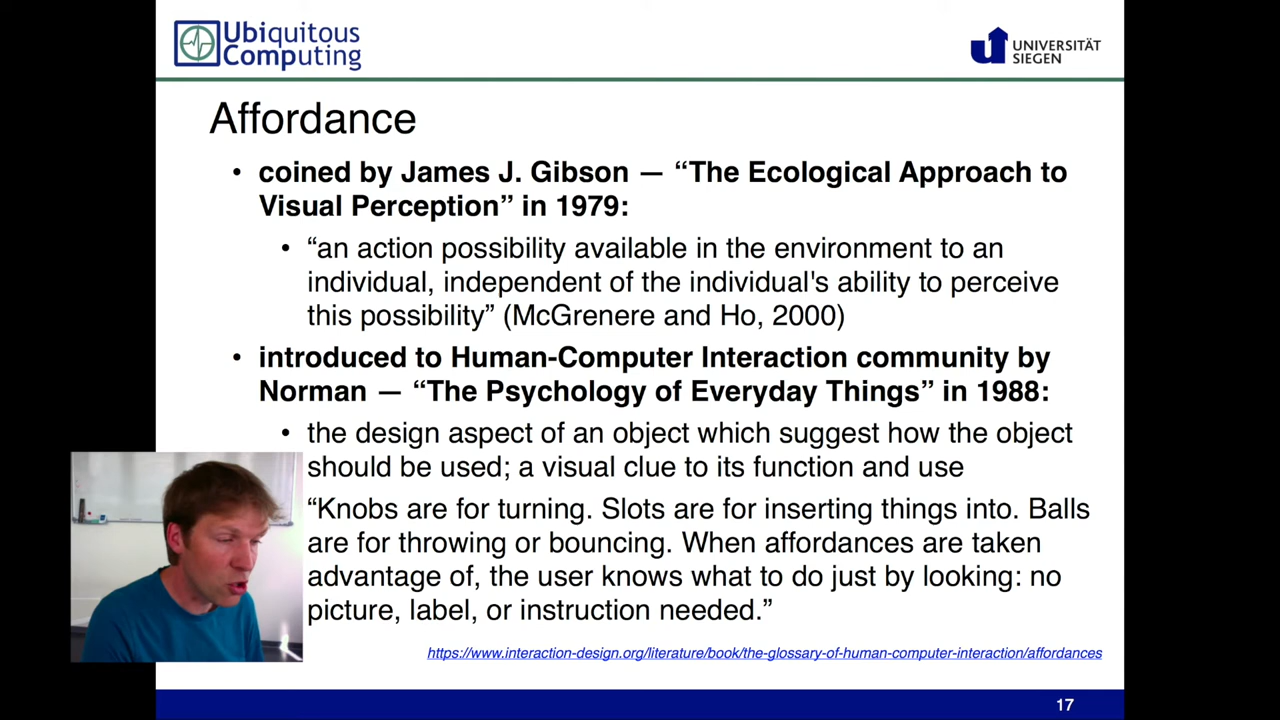 Ubiquitous
Computing
UNIVERSITÄT
SIEGEN
Affordance
• coined by James J. Gibson — “The Ecological Approach to
Visual Perception” in 1979:
• “an action possibility available in the environment to an
individual, independent of the individual's ability to perceive
this possibility” (McGrenere and Ho, 2000)
• introduced to Human-Computer Interaction community by
Norman — “The Psychology of Everyday Things” in 1988:
• the design aspect of an object which suggest how the object
should be used; a visual clue to its function and use
“Knobs are for turning. Slots are for inserting things into. Balls
are for throwing or bouncing. When affordances are taken
advantage of, the user knows what to do just by looking: no
picture, label, or instruction needed.”
https://www.interaction-design.org/literature/book/the-glossary-of-human-computer-interaction/affordances
17